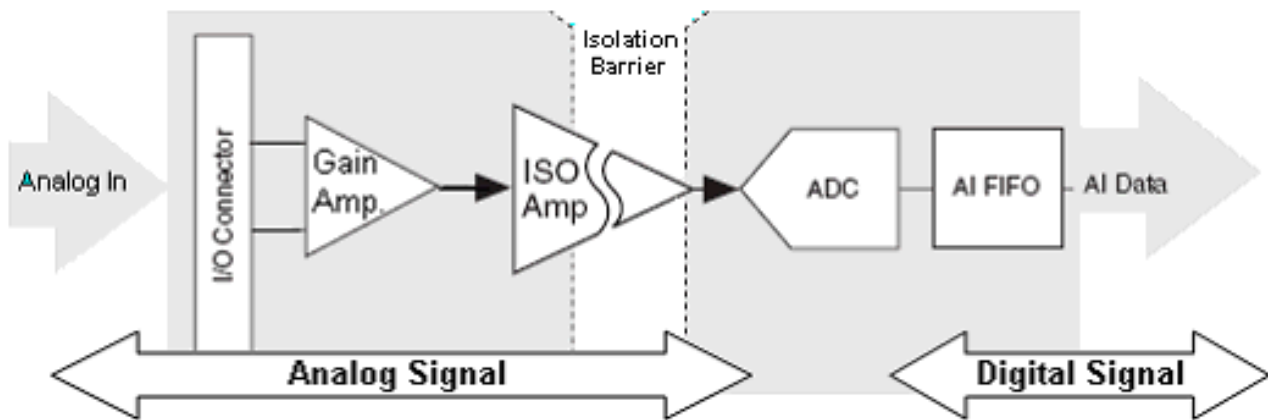 Isolation
Barrier
Analog In
I/O Connector
Gain
Amp.
ISO
Amp
ADC
AI FIFO
AI Data
Analog Signal
Digital Signal